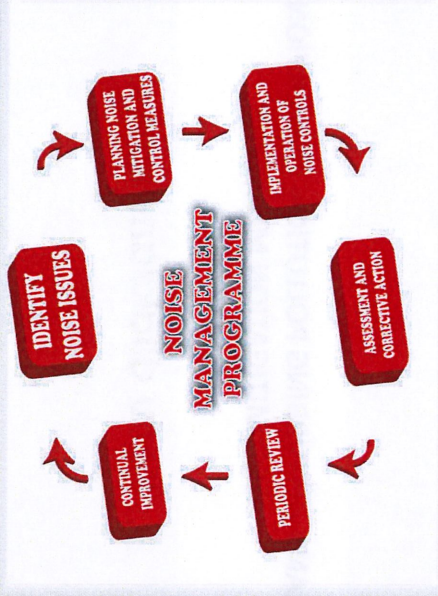 IDENTIFY
NOISE ISSUES
PLANNING NOISE
MITIGATION AND
CONTROL MEASURES
IMPLEMENTATION AND
OPERATION OF
NOISE CONTROLS
ASSESSMENT AND
CORRECTIVE ACTION
PERIODIC REVIEW
CONTINUAL
IMPROVEMENT
NOISE
MANAGEMENT
PROGRAMME